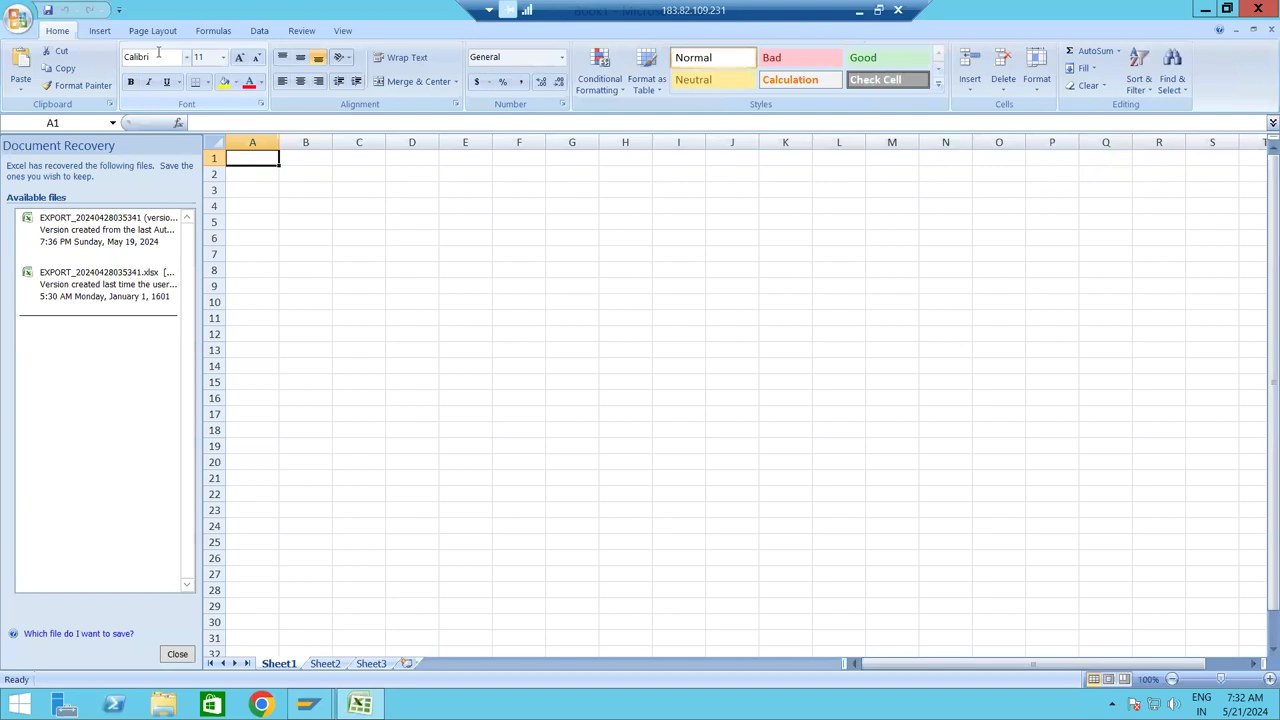 183.82.109.231
Home Insert Page Layout Formulas Data Review View
Cut
Copy
Format Painter
Paste
Clipboard
Calibri 11
B I U A
Font
Wrap Text
Merge & Center
Alignment
General
$ % ,
Number
Conditional Formatting
Format as Table
Normal Bad Good
Neutral Calculation Check Cell
Styles
Insert Delete Format
Cells
AutoSum
Fill
Clear
Sort & Filter
Find & Select
Editing
A1 fx
Document Recovery
Excel has recovered the following files. Save the
ones you wish to keep.
Available files
EXPORT_20240428035341 (versio...
Version created from the last Aut...
7:36 PM Sunday, May 19, 2024
EXPORT_20240428035341.xlsx [...
Version created last time the user...
5:30 AM Monday, January 1, 1601
Which file do I want to save?
Close
A B C D E F G H I J K L M N O P Q R S T
1
2
3
4
5
6
7
8
9
10
11
12
13
14
15
16
17
18
19
20
21
22
23
24
25
26
27
28
29
30
31
32
Sheet1 Sheet2 Sheet3
Ready
100%
ENG
IN
7:32 AM
5/21/2024